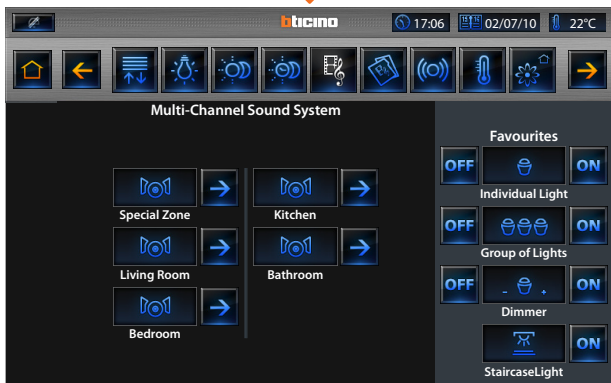 bticino 17:06 02/07/10 22°C
Multi-Channel Sound System
Favourites
OFF ON
Individual Light
Special Zone Kitchen
OFF ON
Group of Lights
Living Room Bathroom
OFF - + ON
Dimmer
Bedroom
ON
StaircaseLight